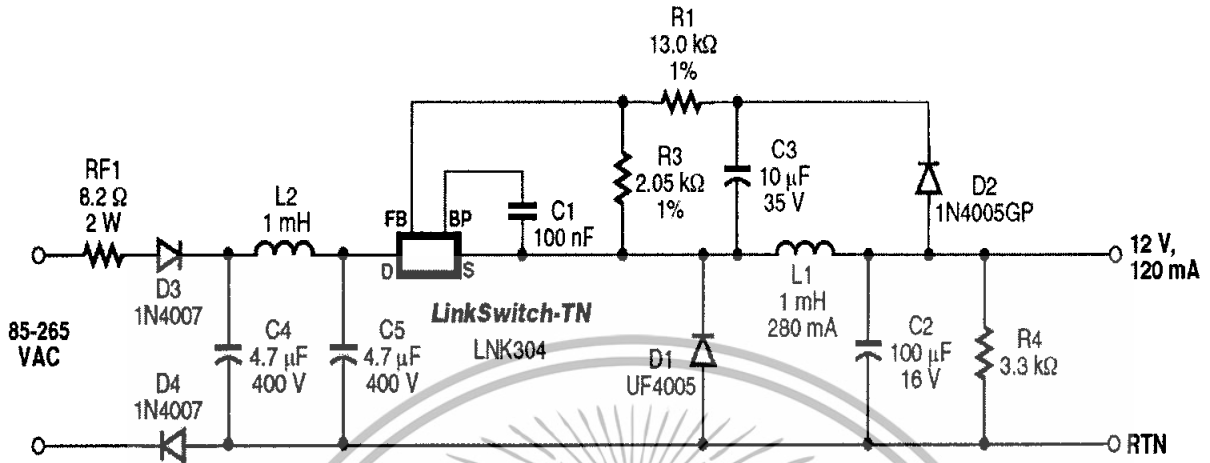 R1
13.0 kΩ
1%
RF1
8.2 Ω
2 W
L2
1 mH
FB
BP
C1
100 nF
R3
2.05 kΩ
1%
C3
10 µF
35 V
D2
1N4005GP
D
S
D3
1N4007
85-265
VAC
C4
4.7 µF
400 V
C5
4.7 µF
400 V
LinkSwitch-TN
LNK304
D1
UF4005
L1
1 mH
280 mA
C2
100 µF
16 V
R4
3.3 kΩ
12 V,
120 mA
D4
1N4007
RTN